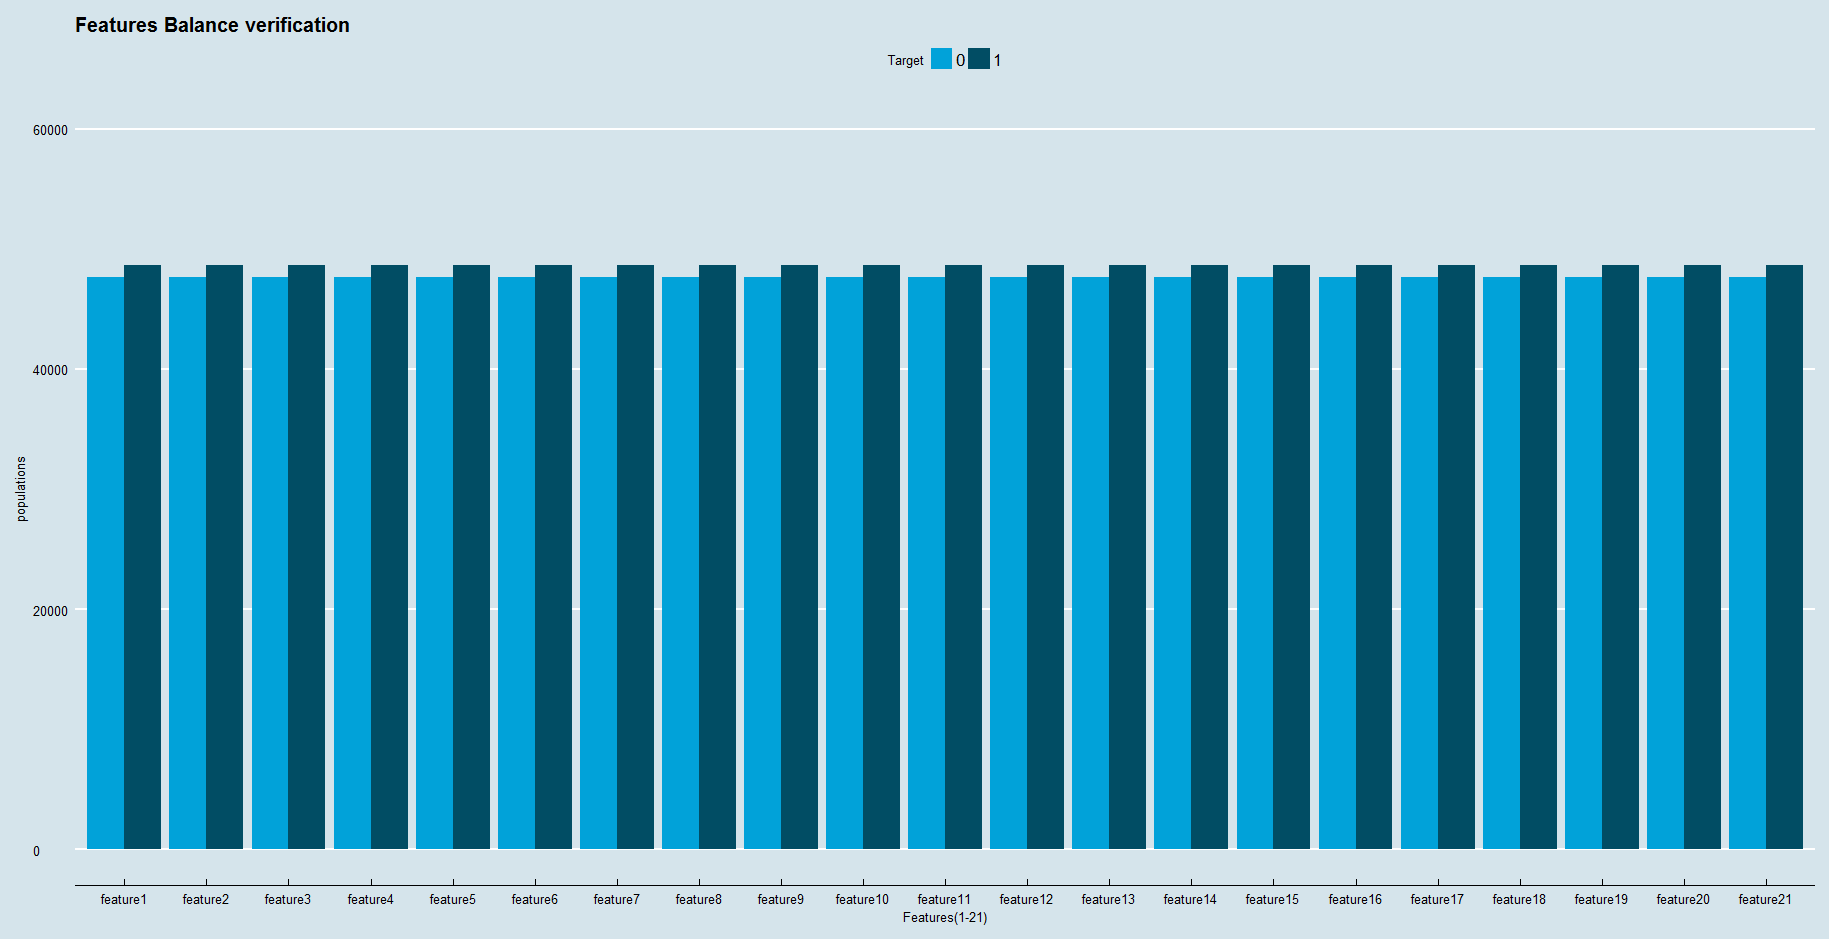 Features Balance verification
Target 0 1
60000
40000
20000
0
populations
feature1 feature2 feature3 feature4 feature5 feature6 feature7 feature8 feature9 feature10 feature11 feature12 feature13 feature14 feature15 feature16 feature17 feature18 feature19 feature20 feature21
Features(1-21)